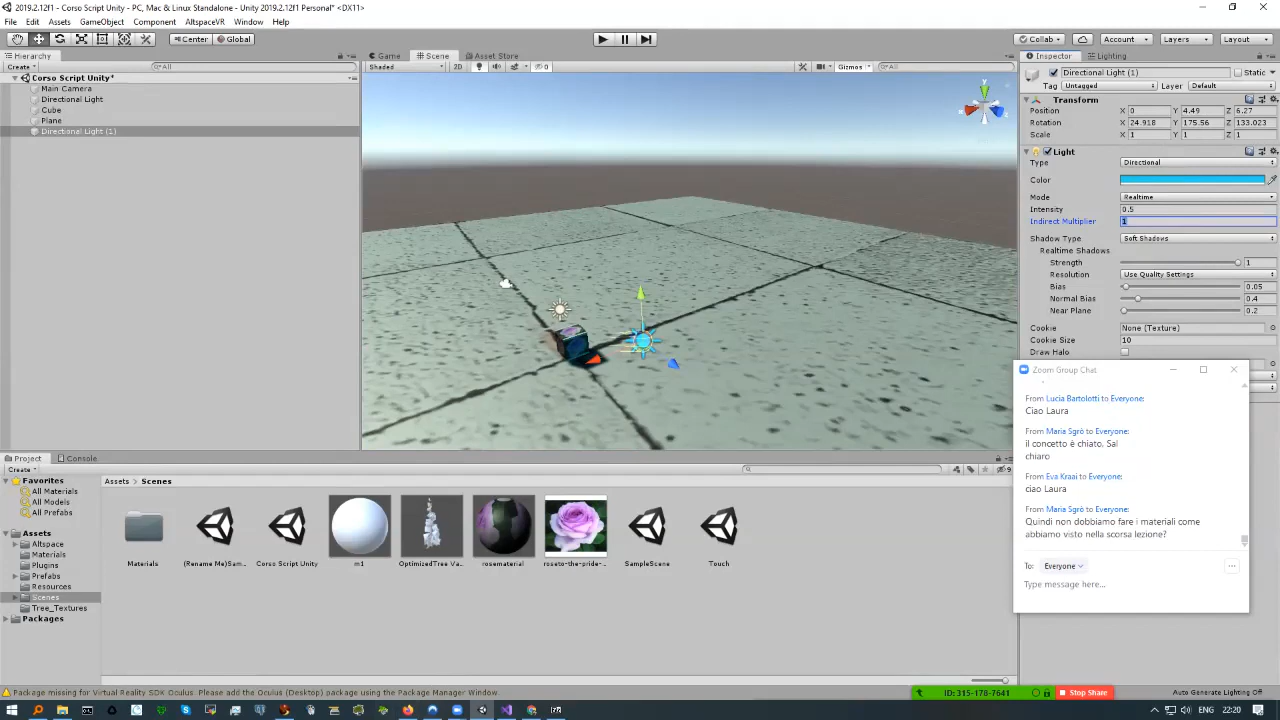 2019.2.12f1 - Corso Script Unity - PC, Mac & Linux Standalone - Unity 2019.2.12f1 Personal* <DX11>
File Edit Assets GameObject Component AltspaceVR Window Help
Center Global
Collab Account Layers Layout
Hierarchy
Create All
Corso Script Unity*
Main Camera
Directional Light
Cube
Plane
Directional Light (1)
Game Scene Asset Store
Shaded 2D 0 Gizmos All
y
x
z
Inspector Lighting
Directional Light (1) Static
Tag Untagged Layer Default
Transform
Position X 0 Y 4.49 Z 6.27
Rotation X 24.918 Y 175.56 Z 133.023
Scale X 1 Y 1 Z 1
Light
Type Directional
Color
Mode Realtime
Intensity 0.5
Indirect Multiplier 1
Shadow Type Soft Shadows
Realtime Shadows
Strength 1
Resolution Use Quality Settings
Bias 0.05
Normal Bias 0.4
Near Plane 0.2
Cookie None (Texture)
Cookie Size 10
Draw Halo
Zoom Group Chat
From Lucia Bartolotti to Everyone:
Ciao Laura
From Maria Sgrò to Everyone:
il concetto è chiato. Sal
chiaro
From Eva Kraai to Everyone:
ciao Laura
From Maria Sgrò to Everyone:
Quindi non dobbiamo fare i materiali come
abbiamo visto nella scorsa lezione?
To: Everyone
Type message here...
Project Console
Create 9
Favorites
All Materials
All Models
All Prefabs
Assets
Altspace
Materials
Plugins
Prefabs
Resources
Scenes
Tree_Textures
Packages
Assets > Scenes
Materials
(Rename Me)Sam...
Corso Script Unity
m1
OptimizedTree Va...
rosematerial
roseto-the-pride-...
SampleScene
Touch
Package missing for Virtual Reality SDK Oculus. Please add the Oculus (Desktop) package using the Package Manager Window.
ID: 315-178-7641 Stop Share
Auto Generate Lighting Off
ENG 22:20